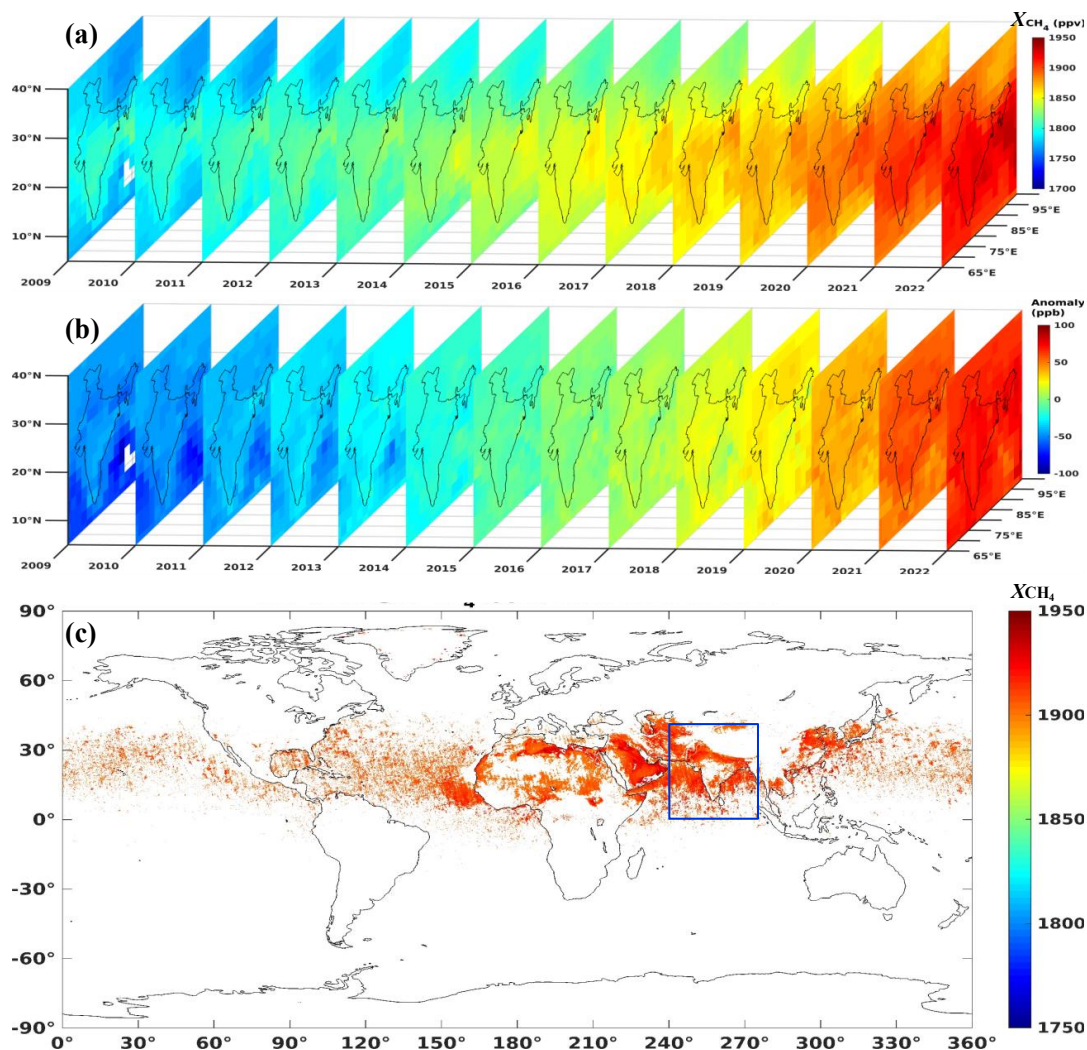 (a)
XCH₄ (ppv)
1950
1900
1850
1800
1750
1700
40°N
30°N
20°N
10°N
95°E
85°E
75°E
65°E
2009 2010 2011 2012 2013 2014 2015 2016 2017 2018 2019 2020 2021 2022
(b)
Anomaly
(ppb)
100
50
0
-50
-100
40°N
30°N
20°N
10°N
95°E
85°E
75°E
65°E
2009 2010 2011 2012 2013 2014 2015 2016 2017 2018 2019 2020 2021 2022
(c)
XCH₄
1950
1900
1850
1800
1750
90°
60°
30°
0°
-30°
-60°
-90°
0° 30° 60° 90° 120° 150° 180° 210° 240° 270° 300° 330° 360°